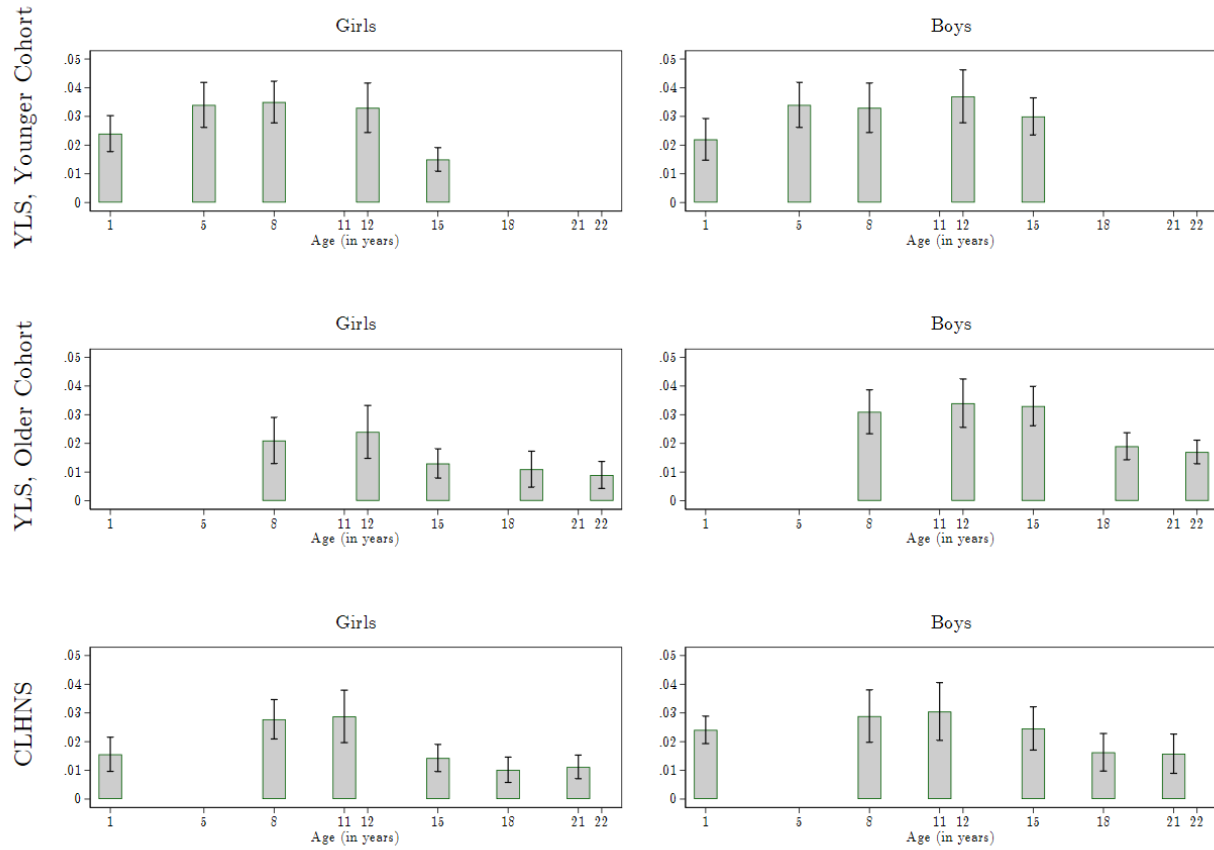 YLS, Younger Cohort
Girls
.05
.04
.03
.02
.01
0
1 5 8 11 12 15 18 21 22
Age (in years)
Boys
.05
.04
.03
.02
.01
0
1 5 8 11 12 15 18 21 22
Age (in years)
YLS, Older Cohort
Girls
.05
.04
.03
.02
.01
0
1 5 8 11 12 15 18 21 22
Age (in years)
Boys
.05
.04
.03
.02
.01
0
1 5 8 11 12 15 18 21 22
Age (in years)
CLHNS
Girls
.05
.04
.03
.02
.01
0
1 5 8 11 12 15 18 21 22
Age (in years)
Boys
.05
.04
.03
.02
.01
0
1 5 8 11 12 15 18 21 22
Age (in years)